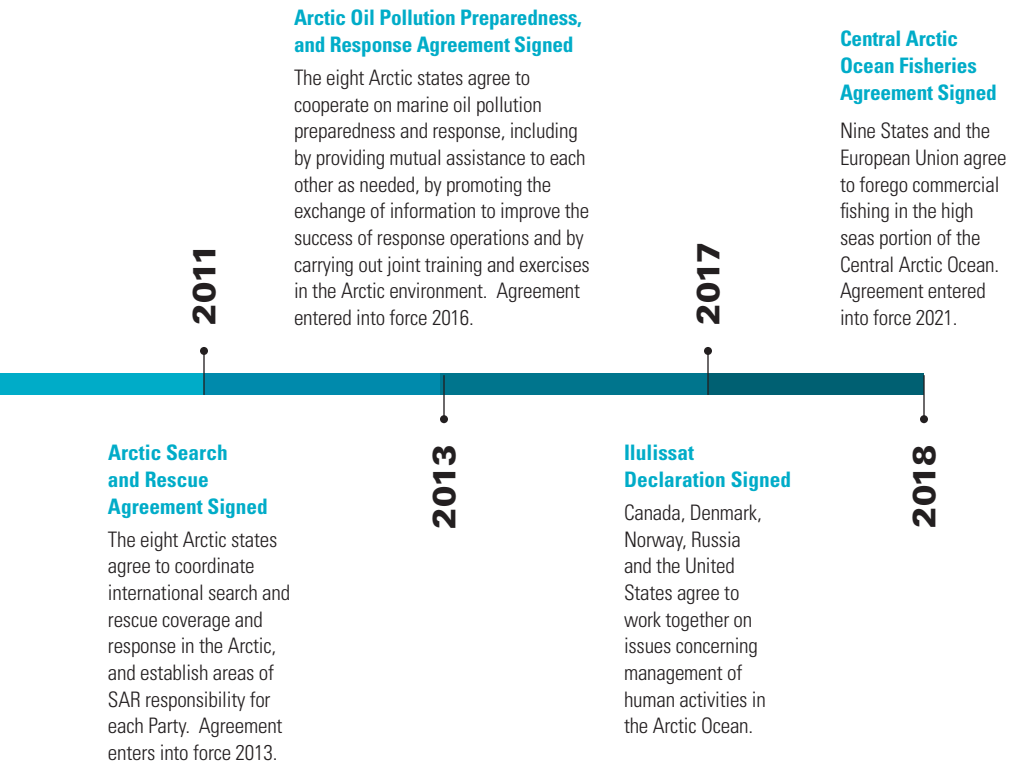 2011
Arctic Search
and Rescue
Agreement Signed
The eight Arctic states
agree to coordinate
international search and
rescue coverage and
response in the Arctic,
and establish areas of
SAR responsibility for
each Party.  Agreement
enters into force 2013.
Arctic Oil Pollution Preparedness,
and Response Agreement Signed
The eight Arctic states agree to
cooperate on marine oil pollution
preparedness and response, including
by providing mutual assistance to each
other as needed, by promoting the
exchange of information to improve the
success of response operations and by
carrying out joint training and exercises
in the Arctic environment.  Agreement
entered into force 2016.
2013
2017
Ilulissat
Declaration Signed
Canada, Denmark,
Norway, Russia
and the United
States agree to
work together on
issues concerning
management of
human activities in
the Arctic Ocean.
Central Arctic
Ocean Fisheries
Agreement Signed
Nine States and the
European Union agree
to forego commercial
fishing in the high
seas portion of the
Central Arctic Ocean.
Agreement entered
into force 2021.
2018